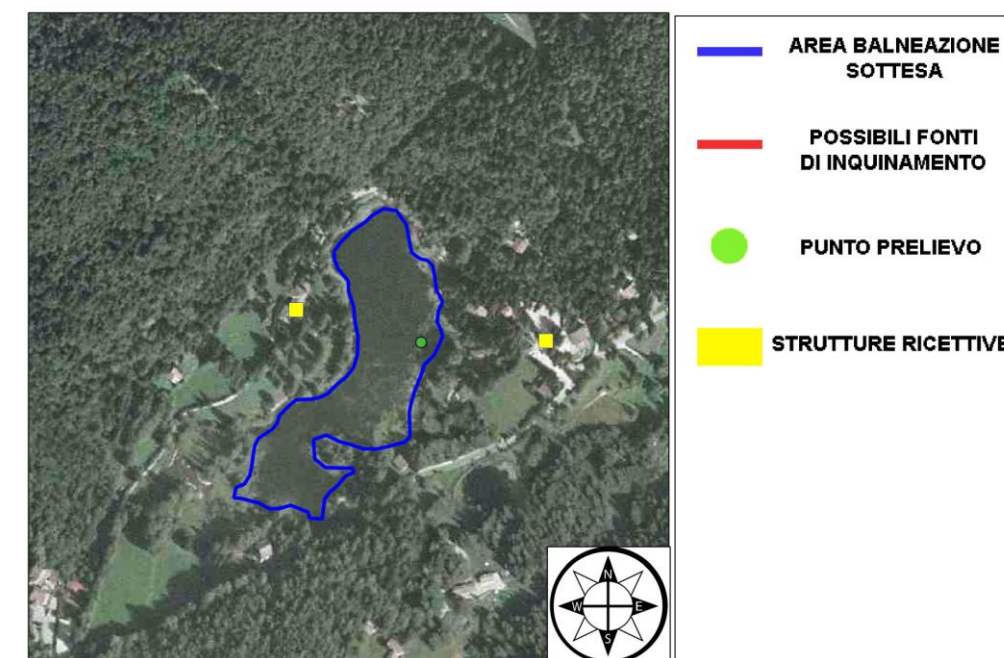 AREA BALNEAZIONE
SOTTESA
POSSIBILI FONTI
DI INQUINAMENTO
PUNTO PRELIEVO
STRUTTURE RICETTIVE
N
W
E
S